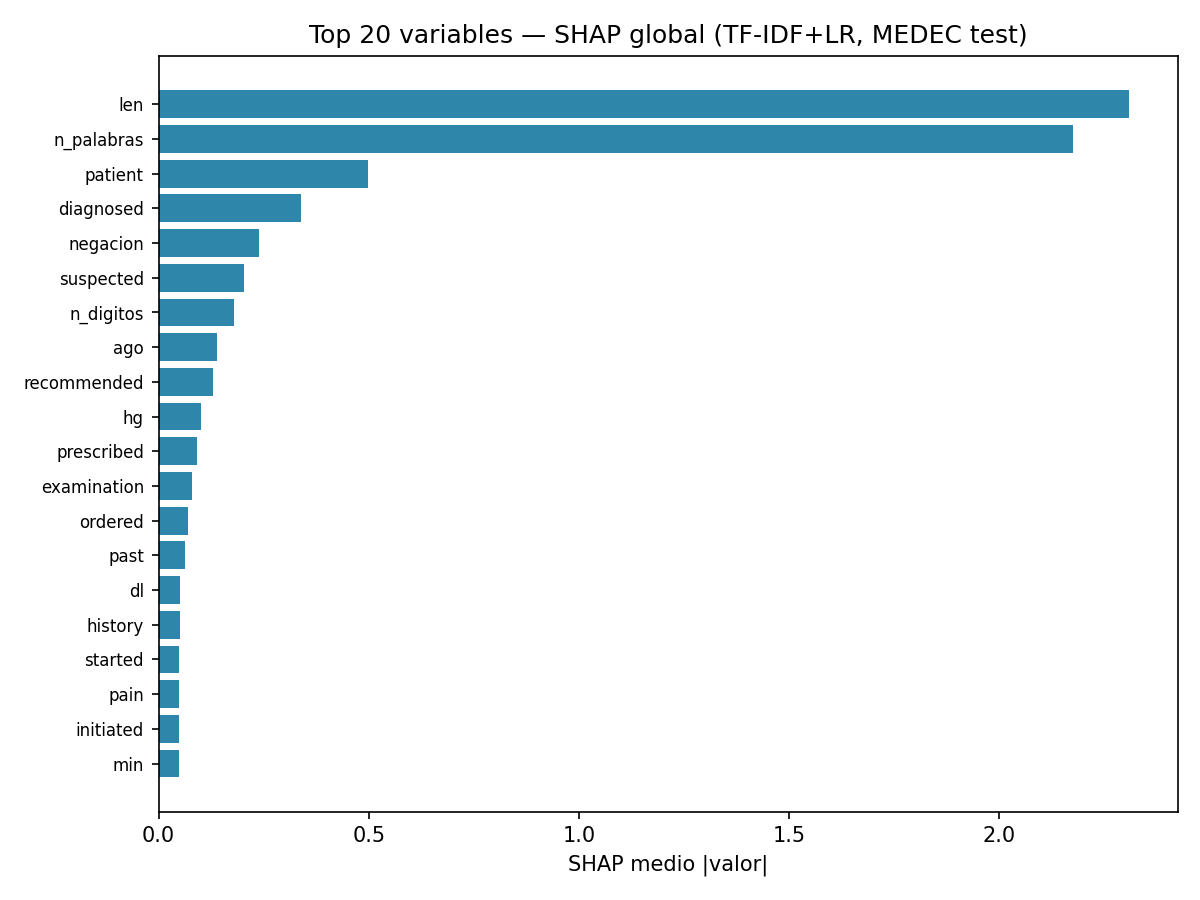 Top 20 variables — SHAP global (TF-IDF+LR, MEDEC test)
len
n_palabras
patient
diagnosed
negacion
suspected
n_digitos
ago
recommended
hg
prescribed
examination
ordered
past
dl
history
started
pain
initiated
min
0.0 0.5 1.0 1.5 2.0
SHAP medio |valor|